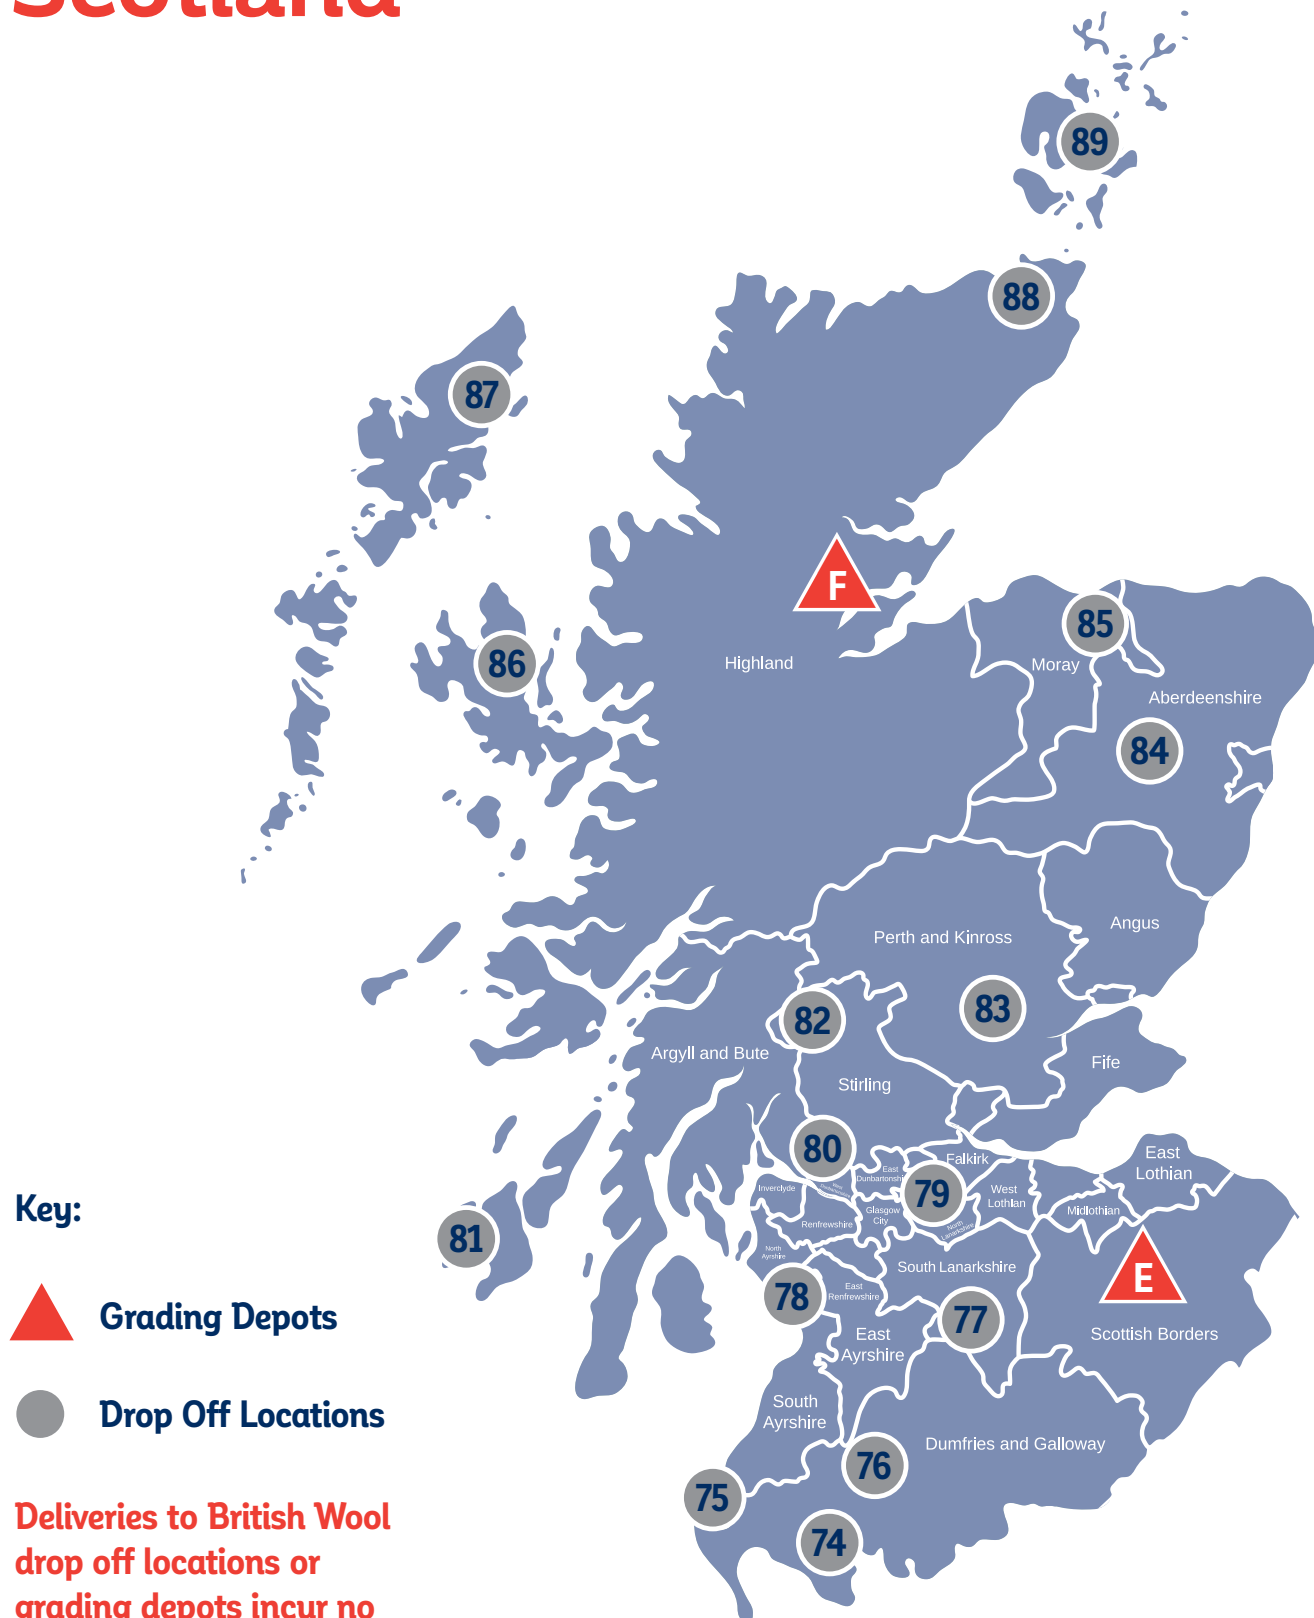 Scotland
89
88
87
F
85
86
Highland
Moray
Aberdeenshire
84
Angus
Perth and Kinross
83
82
Argyll and Bute
Fife
Stirling
80
East
Lothian
Falkirk
East
Dunbartonshire
79
West
Lothian
Inverclyde
West
Dunbartonshire
Midlothian
Glasgow
City
Renfrewshire
North
Lanarkshire
Key:
81
North
Ayrshire
South Lanarkshire
E
78
East
Renfrewshire
77
Grading Depots
Scottish Borders
East
Ayrshire
Drop Off Locations
South
Ayrshire
Dumfries and Galloway
76
75
74
Deliveries to British Wool
drop off locations or
grading depots incur no